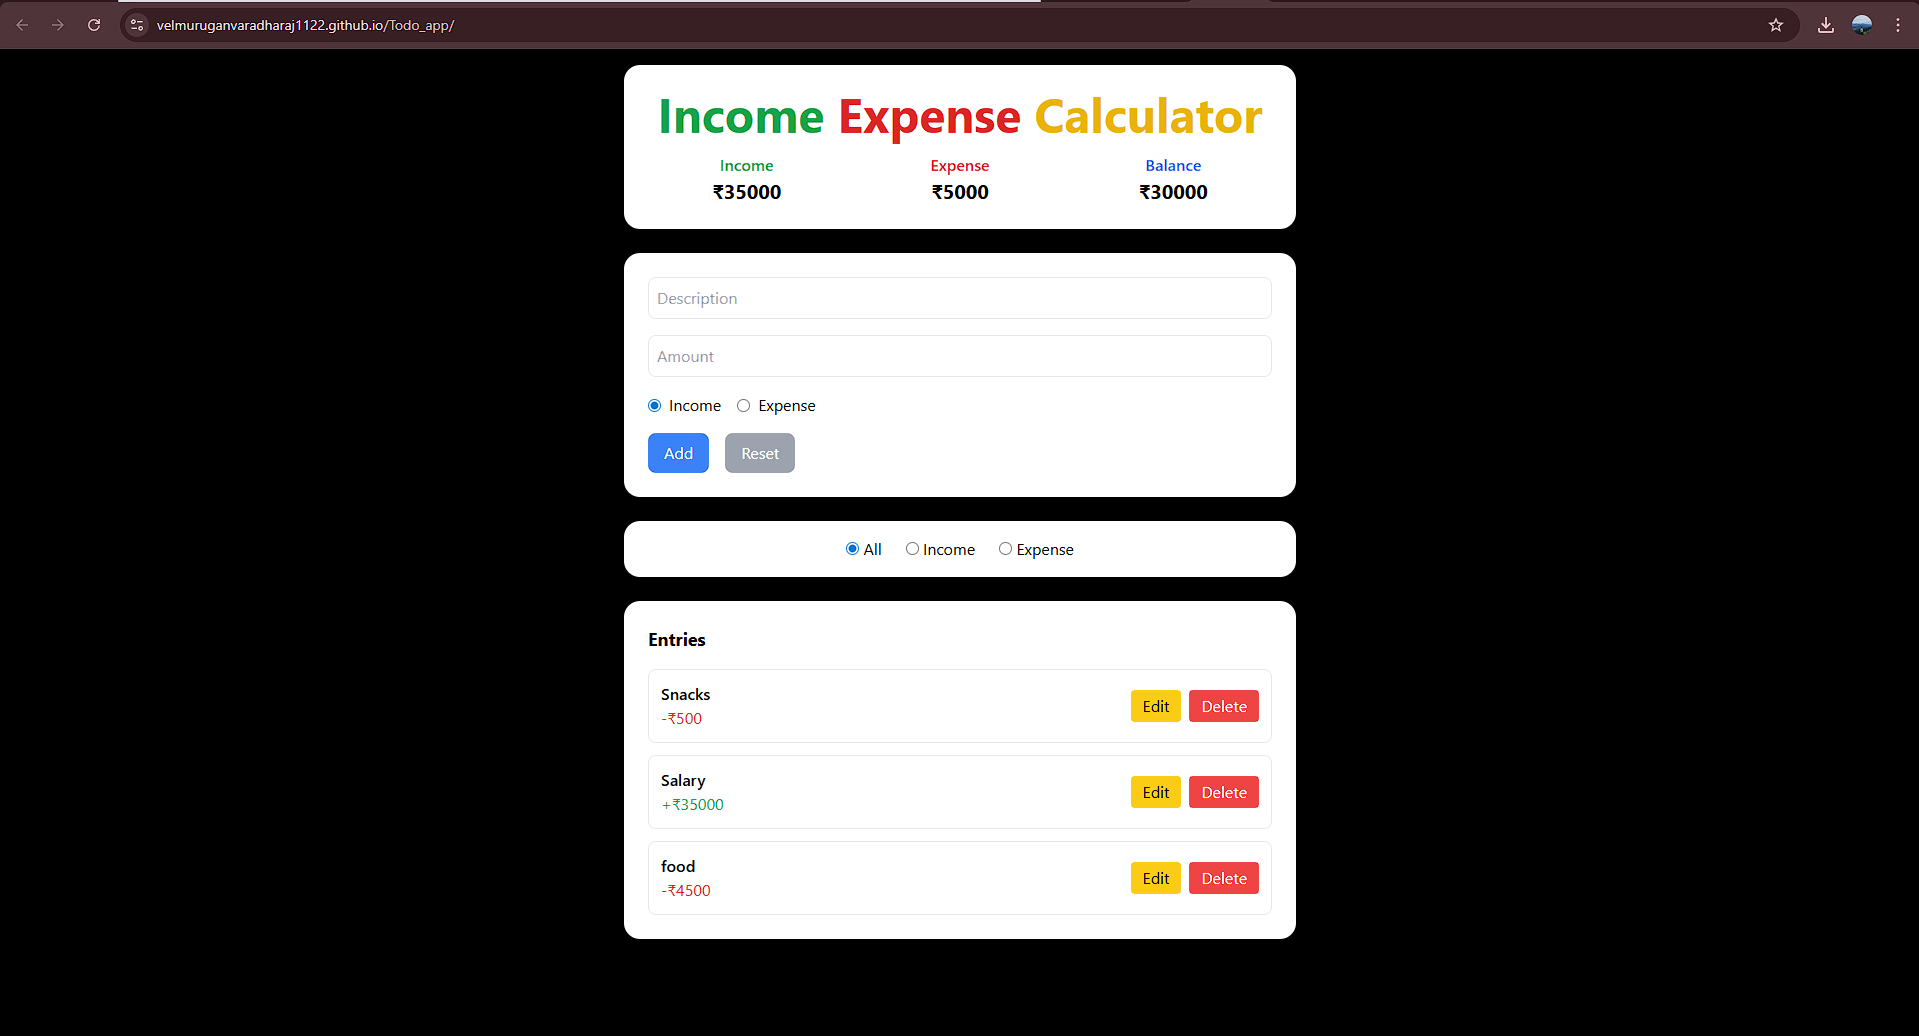 velmuruganvaradharaj1122.github.io/Todo_app/
Income Expense Calculator
Income Expense Balance
₹35000 ₹5000 ₹30000
Description
Amount
Income Expense
Add Reset
All Income Expense
Entries
Snacks
-₹500
Edit Delete
Salary
+₹35000
Edit Delete
food
-₹4500
Edit Delete